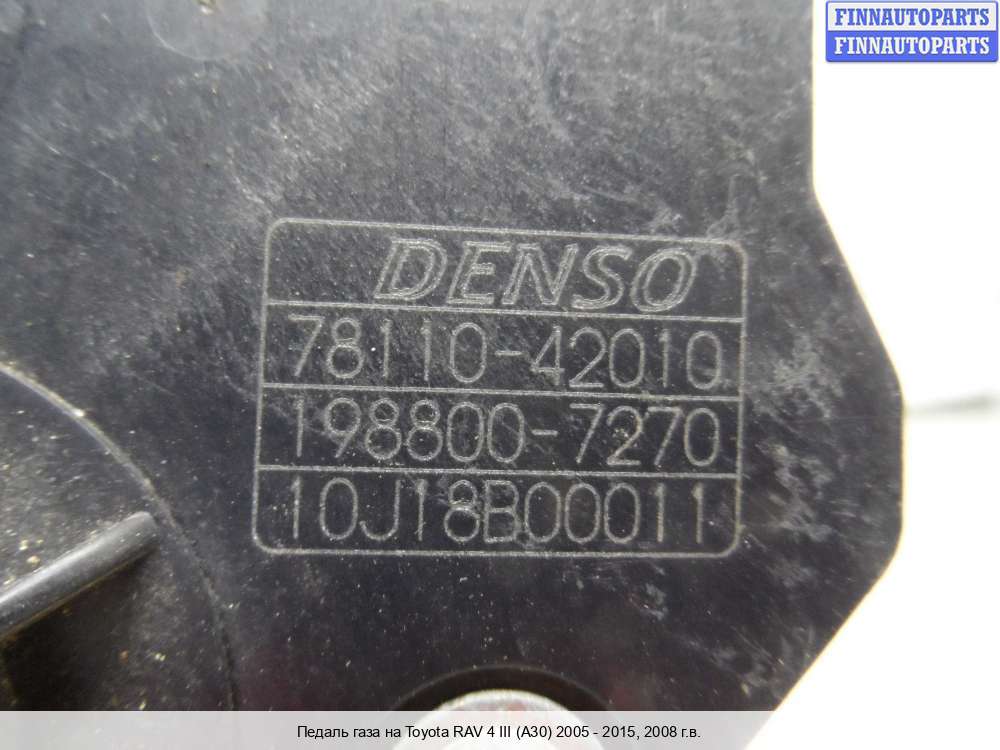 FINNAUTOPARTS
FINNAUTOPARTS
DENSO
78110-42010
198800-7270
10J18B00011
Педаль газа на Toyota RAV 4 III (A30) 2005 - 2015, 2008 г.в.